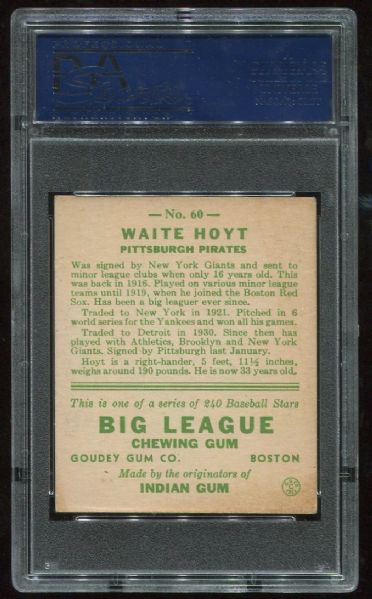 PSA
— No. 60 —
WAITE HOYT
PITTSBURGH PIRATES
Was signed by New York Giants and sent to
minor league clubs when only 16 years old. This
was back in 1916. Played on various minor league
teams until 1919, when he joined the Boston Red
Sox. Has been a big leaguer ever since.
Traded to New York in 1921. Pitched in 6
world series for the Yankees and won all his games.
Traded to Detroit in 1930. Since then has
played with Athletics, Brooklyn and New York
Giants. Signed by Pittsburgh last January.
Hoyt is a right-hander, 5 feet, 11½ inches,
weighs around 190 pounds. He is now 33 years old.
This is one of a series of 240 Baseball Stars
BIG LEAGUE
CHEWING GUM
GOUDEY GUM CO. BOSTON
Made by the originators of
INDIAN GUM